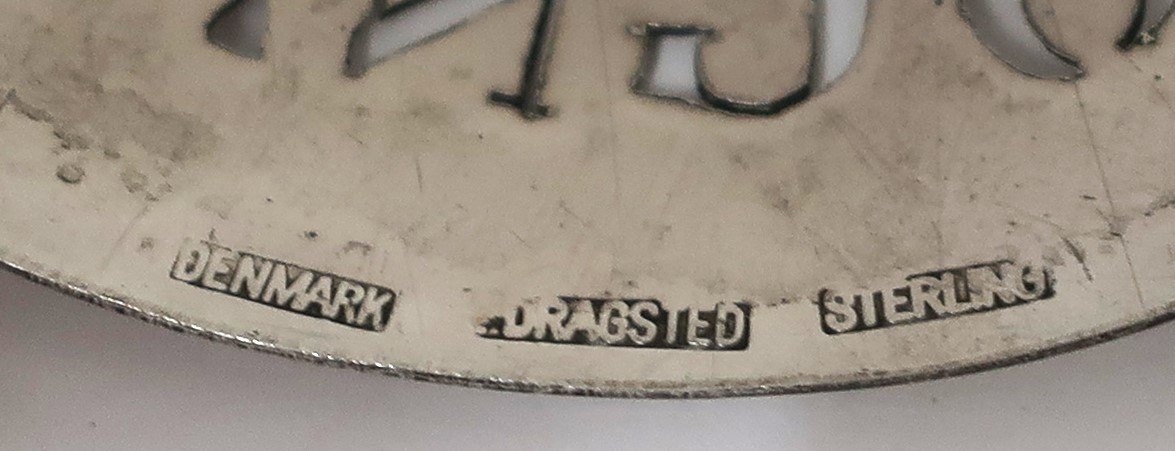 DENMARK DRAGSTED STERLING